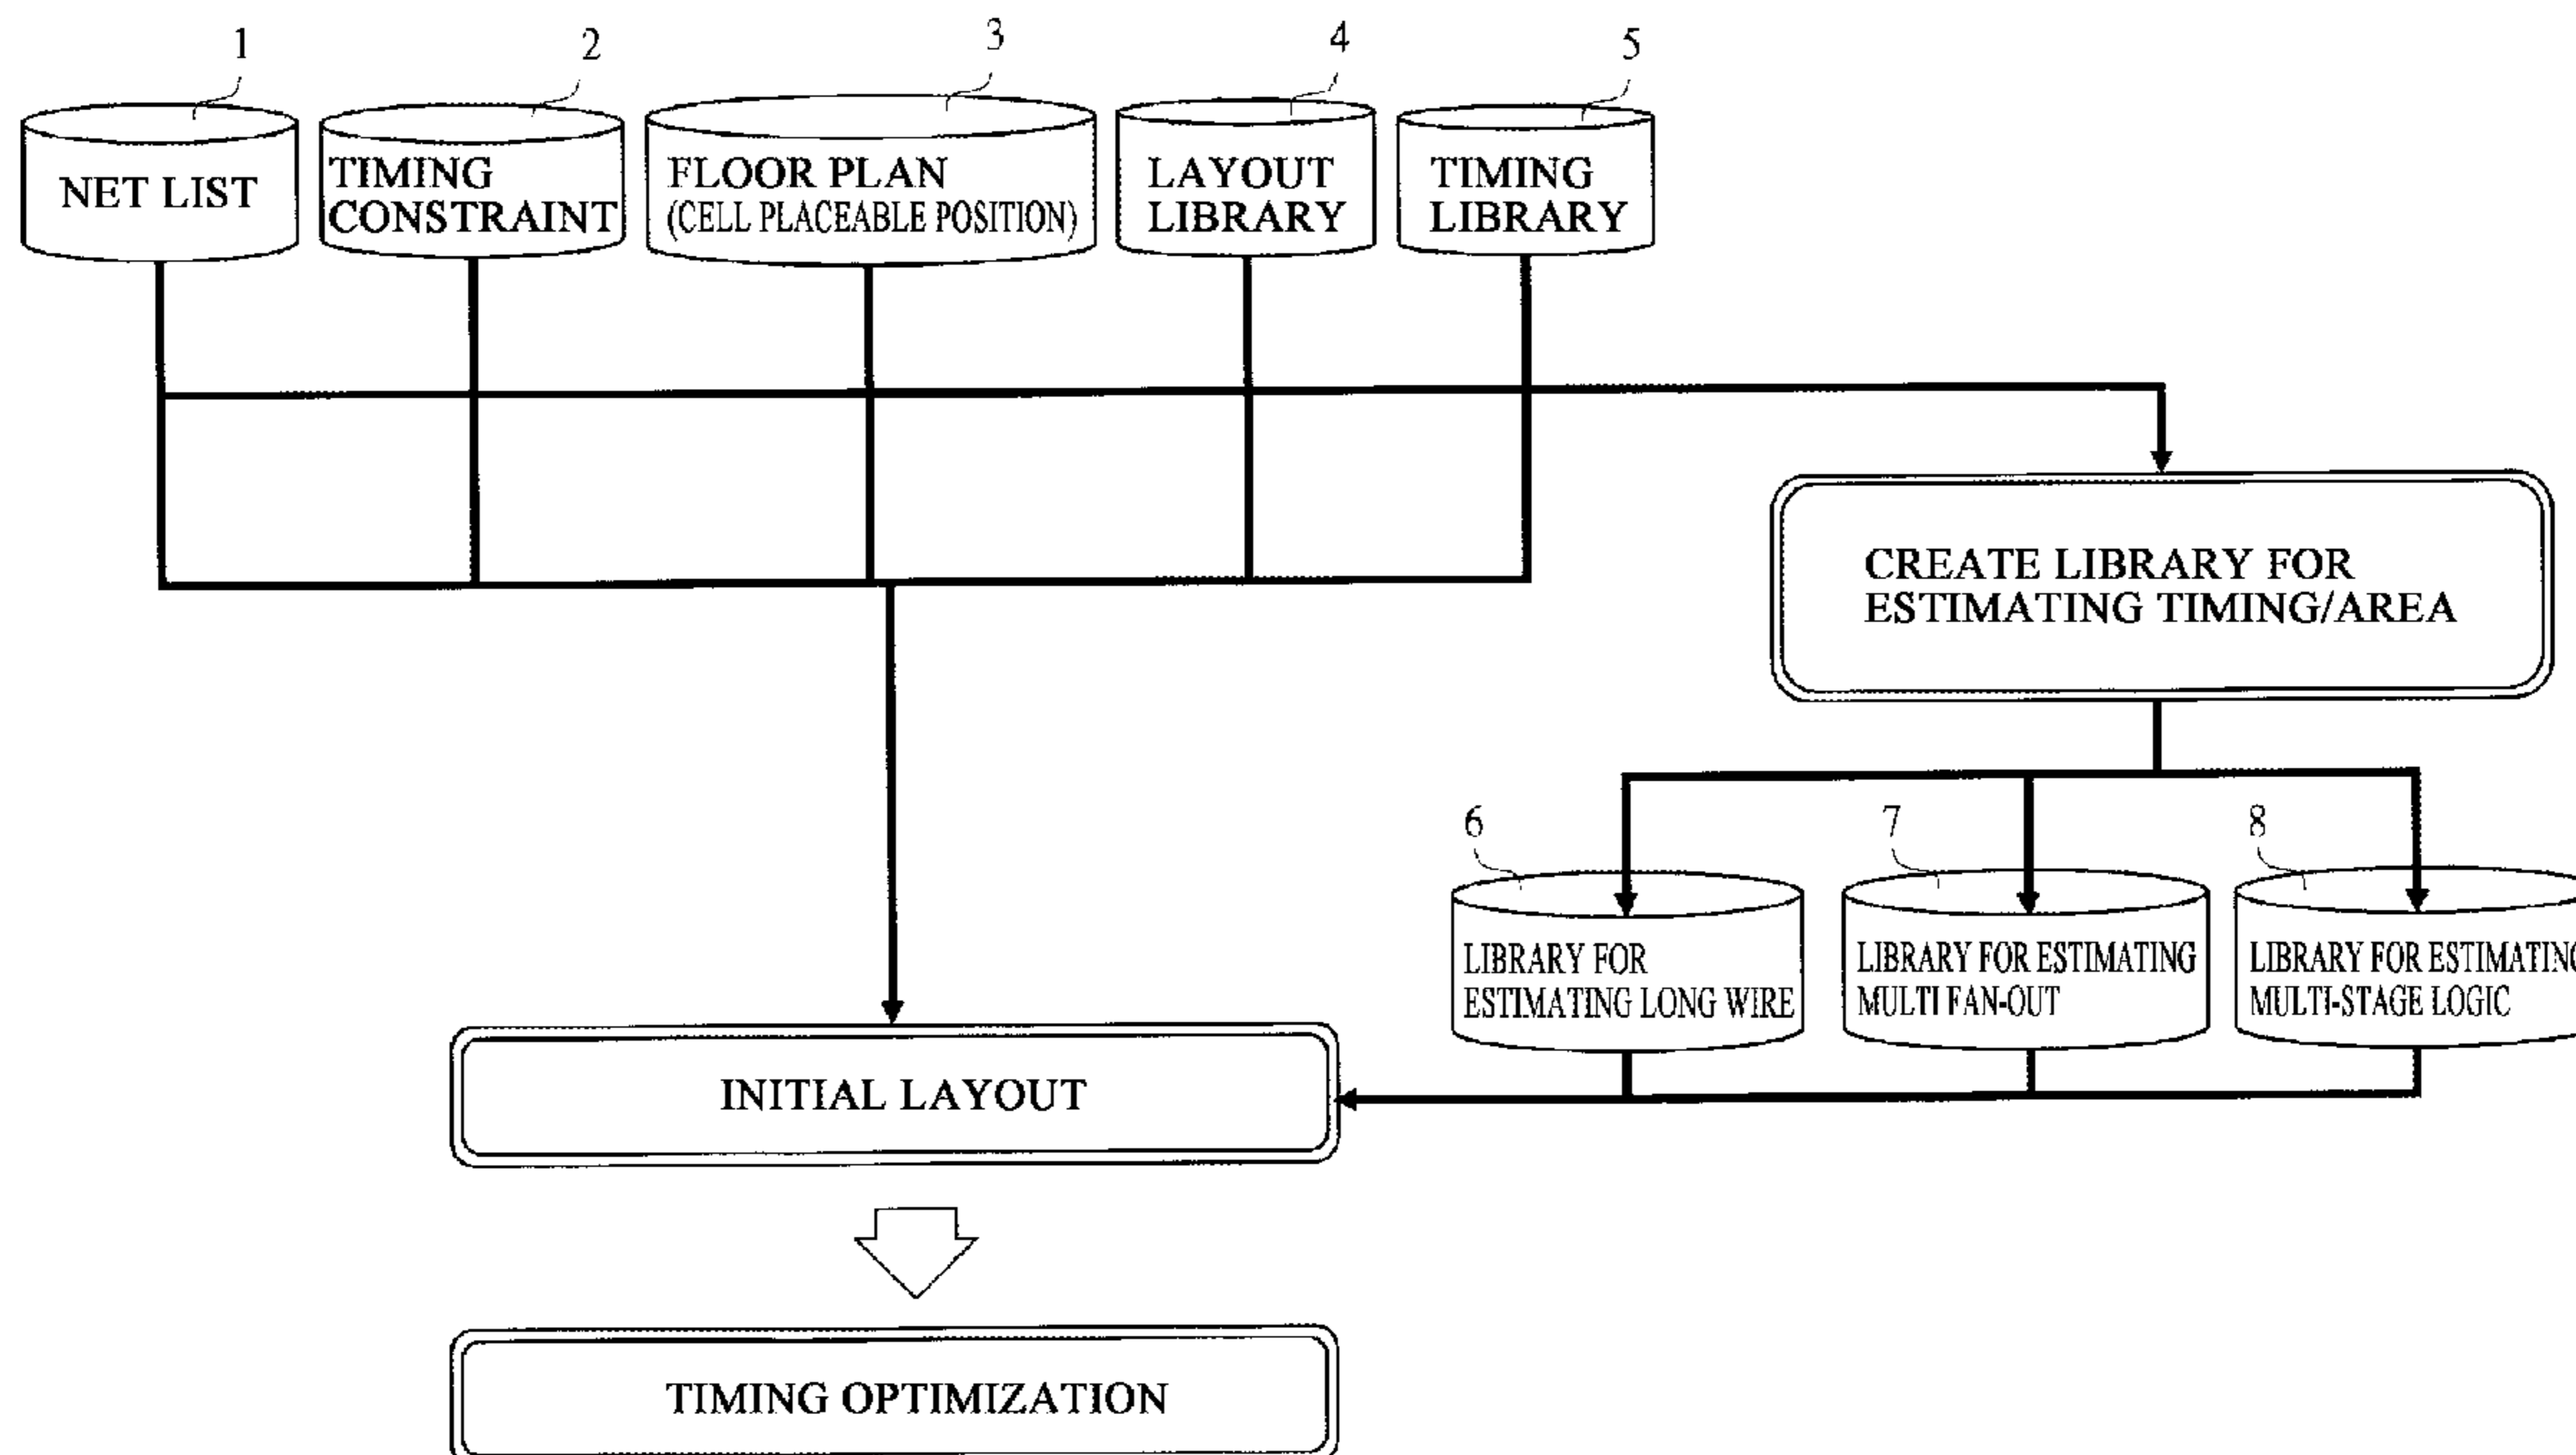 1
2
3
4
5
NET LIST
TIMING
CONSTRAINT
FLOOR PLAN
(CELL PLACEABLE POSITION)
LAYOUT
LIBRARY
TIMING
LIBRARY
CREATE LIBRARY FOR
ESTIMATING TIMING/AREA
6
7
8
LIBRARY FOR
ESTIMATING LONG WIRE
LIBRARY FOR ESTIMATING
MULTI FAN-OUT
LIBRARY FOR ESTIMATING
MULTI-STAGE LOGIC
INITIAL LAYOUT
TIMING OPTIMIZATION